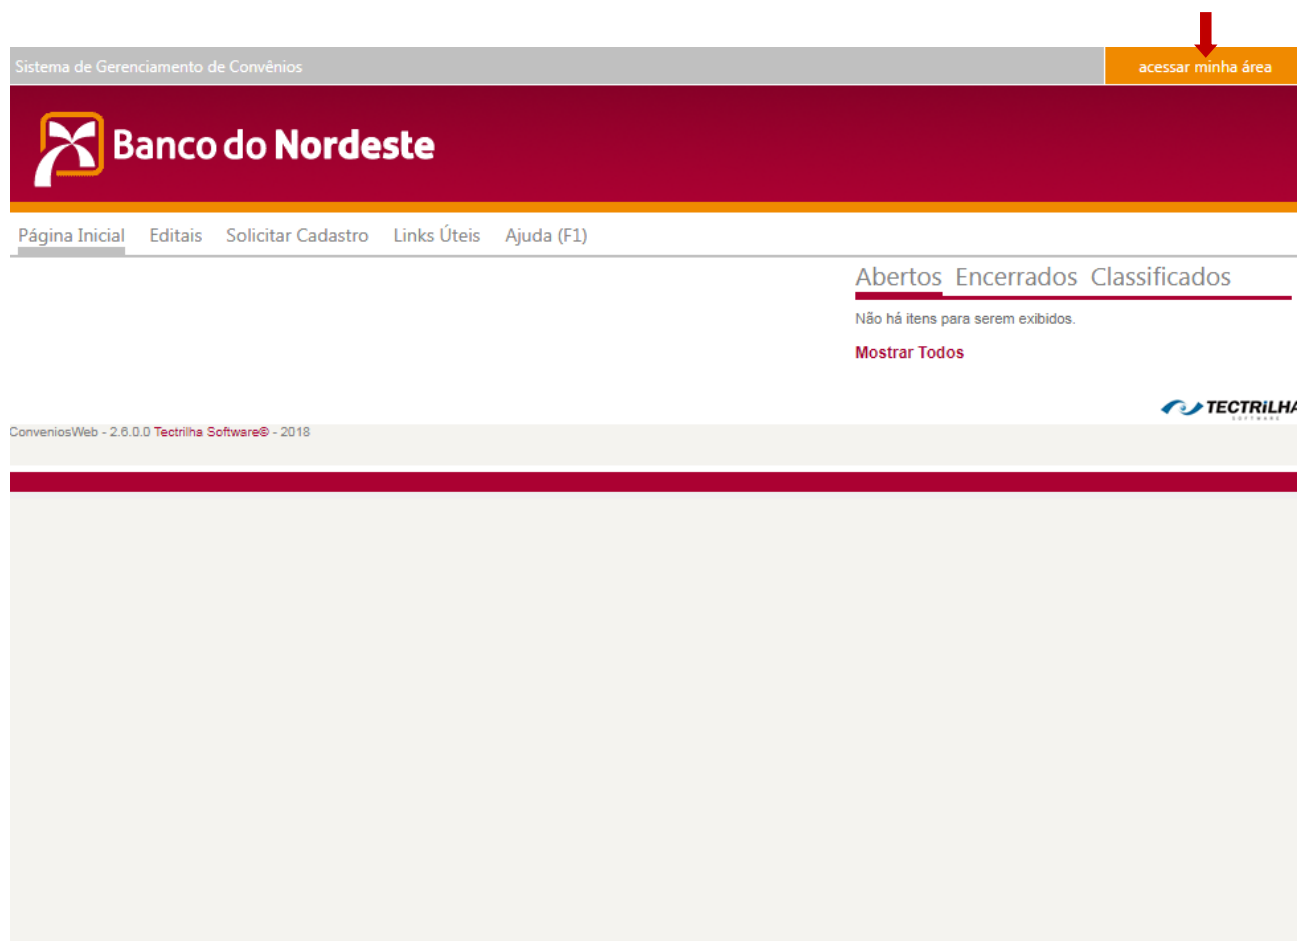 Sistema de Gerenciamento de Convênios
acessar minha área
Banco do Nordeste
Página Inicial Editais Solicitar Cadastro Links Úteis Ajuda (F1)
Abertos Encerrados Classificados
Não há itens para serem exibidos.
Mostrar Todos
TECTRiLHA
SOFTWARE
ConveniosWeb - 2.6.0.0 Tectrilha Software® - 2018